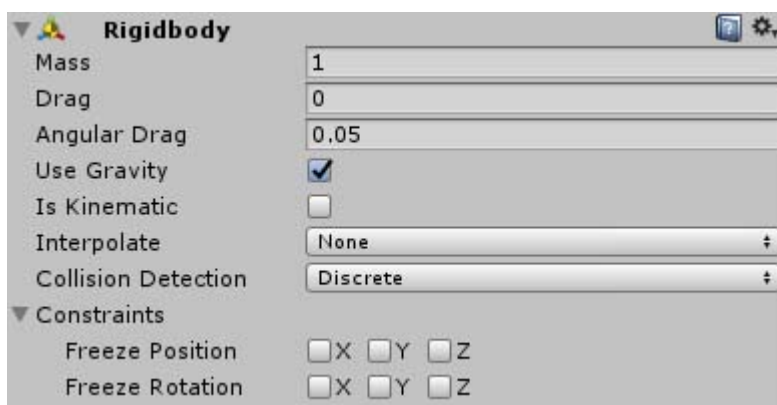 Rigidbody
Mass 1
Drag 0
Angular Drag 0.05
Use Gravity
Is Kinematic
Interpolate None
Collision Detection Discrete
Constraints
Freeze Position X Y Z
Freeze Rotation X Y Z